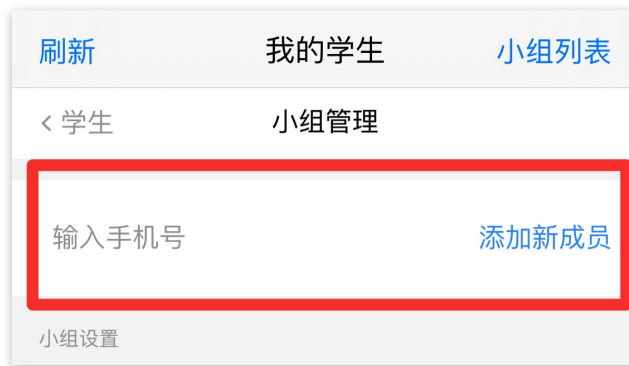 刷新 我的学生 小组列表
< 学生 小组管理
输入手机号 添加新成员
小组设置